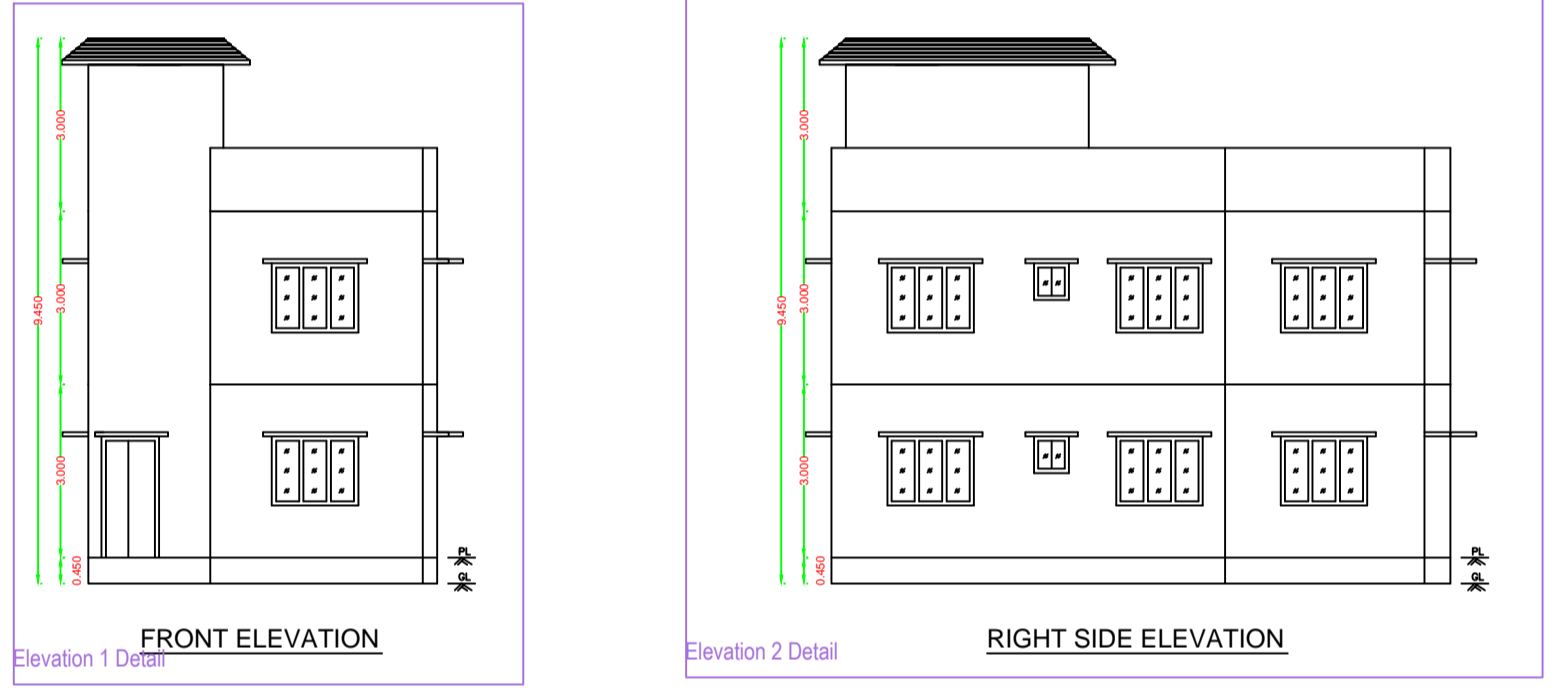 3.000
9.450
3.000
3.000
0.450
PL
GL
FRONT ELEVATION
Elevation 1 Detail
3.000
9.450
3.000
3.000
0.450
PL
GL
RIGHT SIDE ELEVATION
Elevation 2 Detail